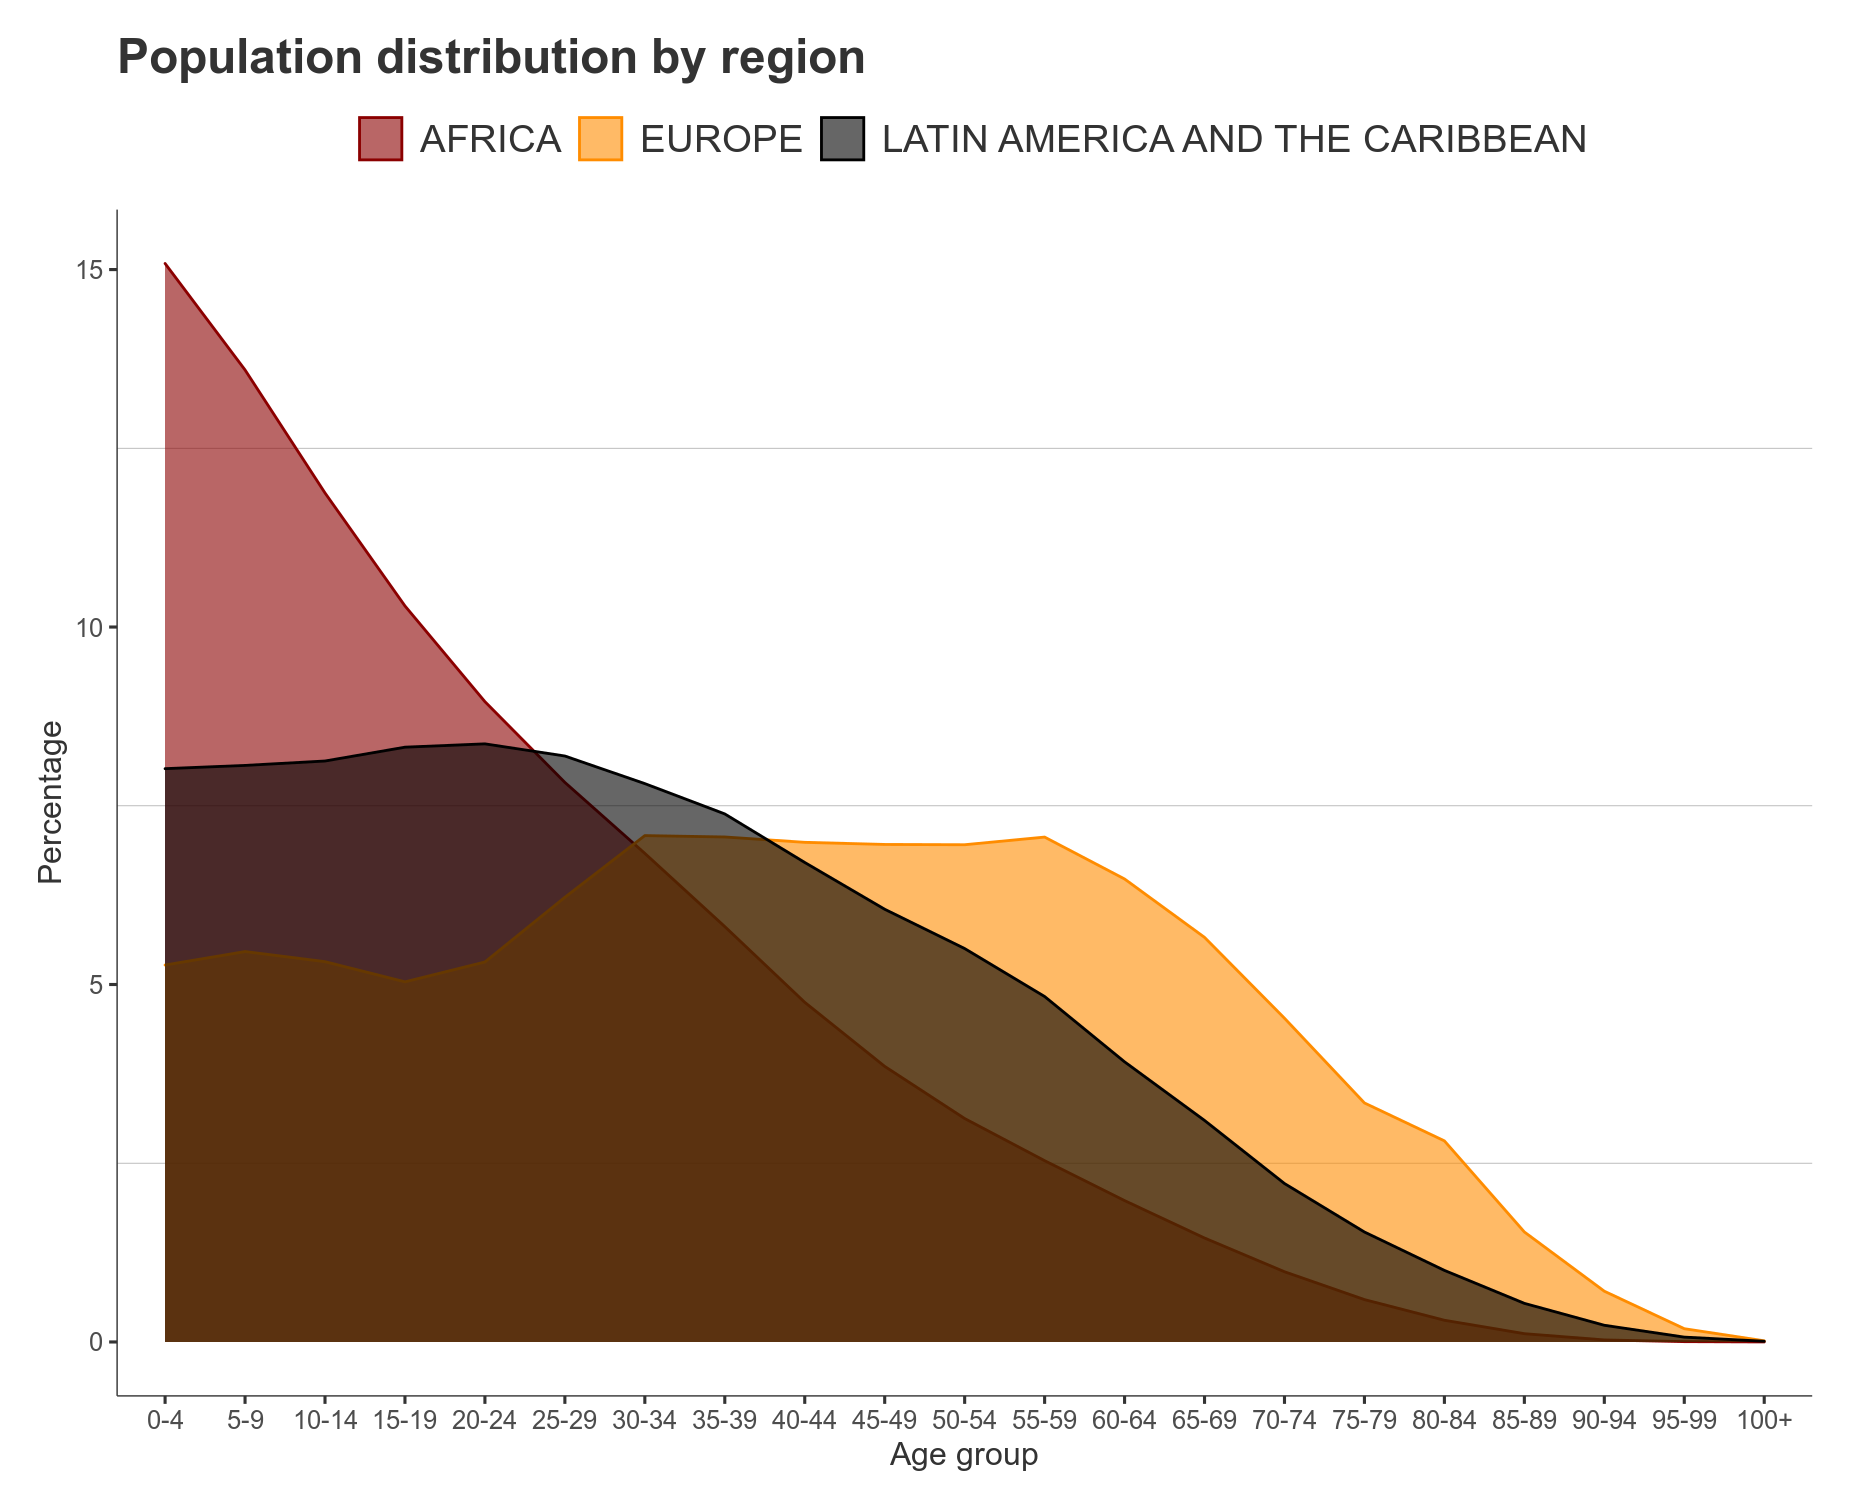 Population distribution by region
AFRICA EUROPE LATIN AMERICA AND THE CARIBBEAN
Percentage
15
10
5
0
0-4 5-9 10-14 15-19 20-24 25-29 30-34 35-39 40-44 45-49 50-54 55-59 60-64 65-69 70-74 75-79 80-84 85-89 90-94 95-99 100+
Age group